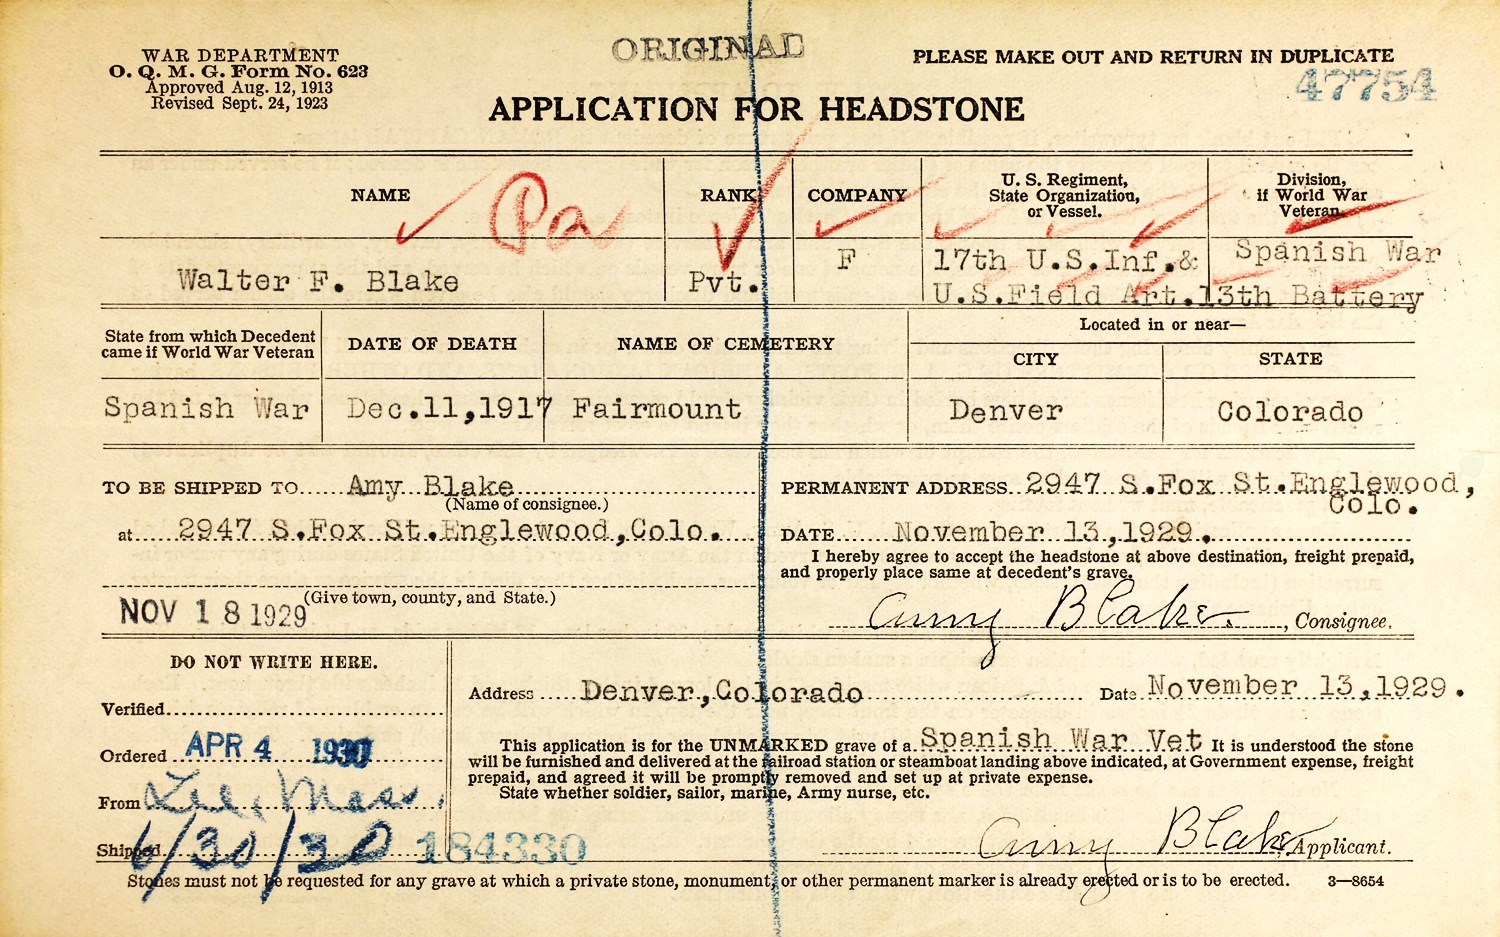 WAR DEPARTMENT
O. Q. M. G. Form No. 623
Approved Aug. 12, 1913
Revised Sept. 24, 1923
ORIGINAL
PLEASE MAKE OUT AND RETURN IN DUPLICATE
47754
APPLICATION FOR HEADSTONE
NAME
RANK
COMPANY
U. S. Regiment,
State Organization,
or Vessel.
Division,
if World War
Veteran
Walter F. Blake
Pvt.
F
17th U.S.Inf.&
Spanish War
U.S.Field Art.13th Battery
State from which Decedent
came if World War Veteran
DATE OF DEATH
NAME OF CEMETERY
Located in or near—
CITY
STATE
Spanish War
Dec.11,1917
Fairmount
Denver
Colorado
TO BE SHIPPED TO Amy Blake
(Name of consignee.)
at 2947 S.Fox St.Englewood,Colo.
(Give town, county, and State.)
NOV 18 1929
PERMANENT ADDRESS 2947 S.Fox St.Englewood,
Colo.
DATE November 13,1929.
I hereby agree to accept the headstone at above destination, freight prepaid,
and properly place same at decedent's grave.
Amy Blake, Consignee.
DO NOT WRITE HERE.
Verified
Ordered APR 4 1930
From Lee, Mass.
Shipped 6/30/30 184330
Address Denver,Colorado Date November 13,1929.
This application is for the UNMARKED grave of a Spanish War Vet It is understood the stone
will be furnished and delivered at the railroad station or steamboat landing above indicated, at Government expense, freight
prepaid, and agreed it will be promptly removed and set up at private expense.
State whether soldier, sailor, marine, Army nurse, etc.
Amy Blake Applicant.
Stones must not be requested for any grave at which a private stone, monument, or other permanent marker is already erected or is to be erected. 3—8654